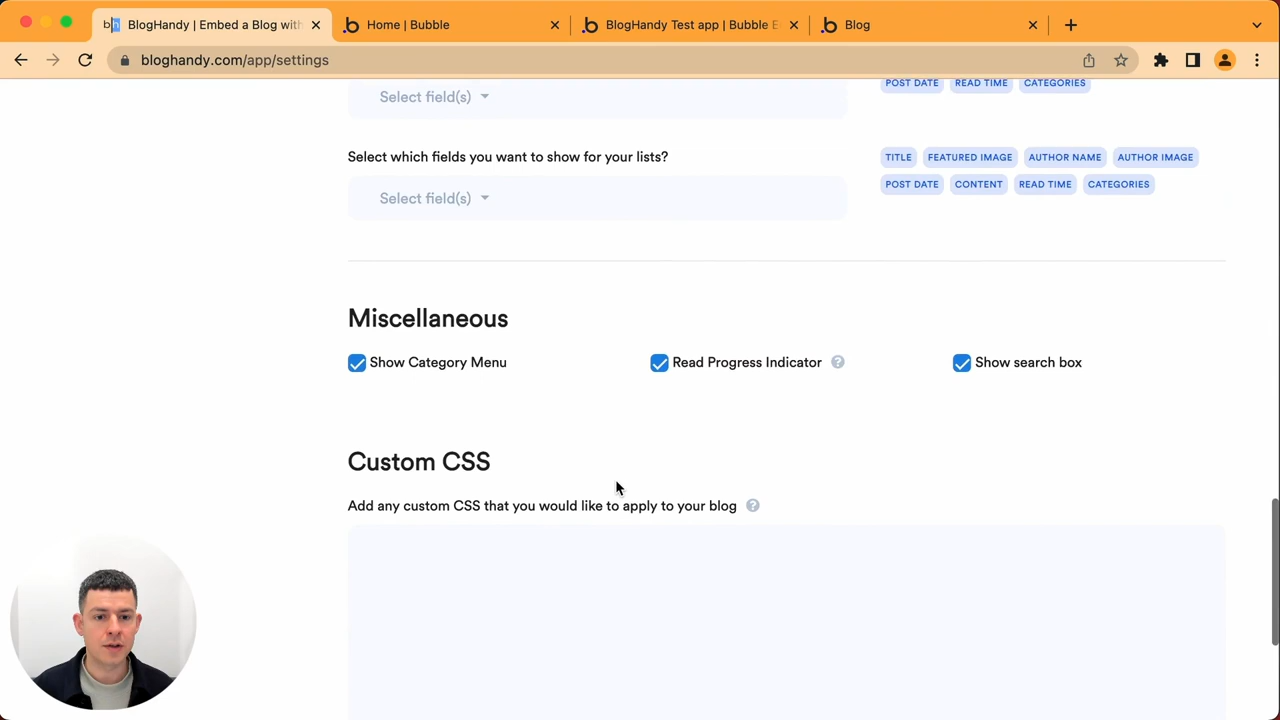 BlogHandy | Embed a Blog with
Home | Bubble
BlogHandy Test app | Bubble E
Blog
bloghandy.com/app/settings
Select field(s)
POST DATE READ TIME CATEGORIES
Select which fields you want to show for your lists?
Select field(s)
TITLE FEATURED IMAGE AUTHOR NAME AUTHOR IMAGE
POST DATE CONTENT READ TIME CATEGORIES
Miscellaneous
Show Category Menu
Read Progress Indicator ?
Show search box
Custom CSS
Add any custom CSS that you would like to apply to your blog ?